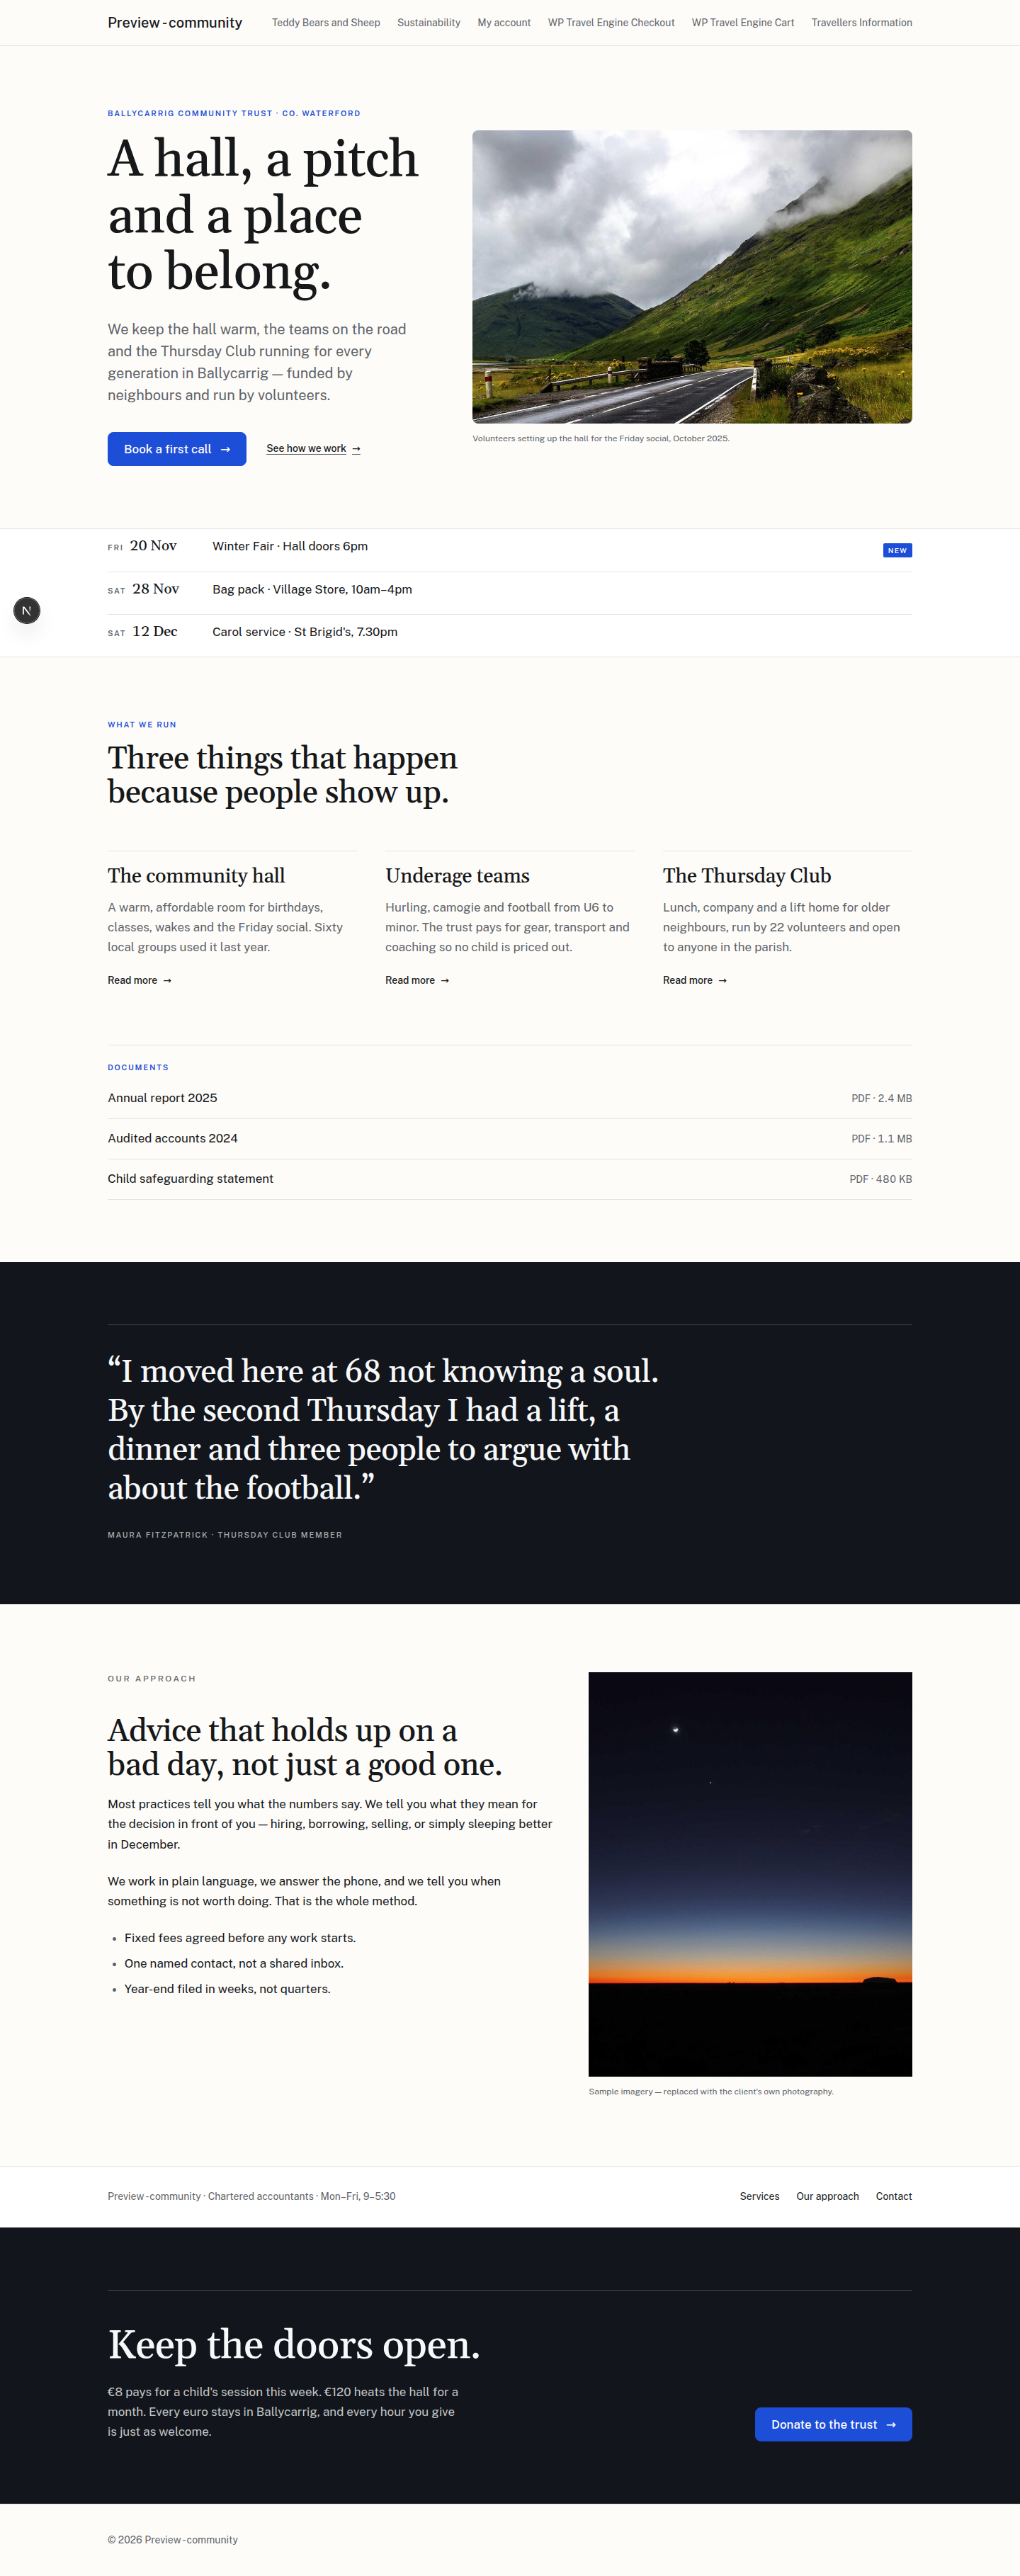 Preview - community
Teddy Bears and Sheep Sustainability My account WP Travel Engine Checkout WP Travel Engine Cart Travellers Information
BALLYCARRIG COMMUNITY TRUST · CO. WATERFORD
A hall, a pitch
and a place
to belong.
We keep the hall warm, the teams on the road
and the Thursday Club running for every
generation in Ballycarrig — funded by
neighbours and run by volunteers.
Book a first call →
See how we work →
Volunteers setting up the hall for the Friday social, October 2025.
FRI 20 Nov Winter Fair · Hall doors 6pm NEW
SAT 28 Nov Bag pack · Village Store, 10am–4pm
N
SAT 12 Dec Carol service · St Brigid's, 7.30pm
WHAT WE RUN
Three things that happen
because people show up.
The community hall
A warm, affordable room for birthdays,
classes, wakes and the Friday social. Sixty
local groups used it last year.
Read more →
Underage teams
Hurling, camogie and football from U6 to
minor. The trust pays for gear, transport and
coaching so no child is priced out.
Read more →
The Thursday Club
Lunch, company and a lift home for older
neighbours, run by 22 volunteers and open
to anyone in the parish.
Read more →
DOCUMENTS
Annual report 2025 PDF · 2.4 MB
Audited accounts 2024 PDF · 1.1 MB
Child safeguarding statement PDF · 480 KB
“I moved here at 68 not knowing a soul.
By the second Thursday I had a lift, a
dinner and three people to argue with
about the football.”
MAURA FITZPATRICK · THURSDAY CLUB MEMBER
OUR APPROACH
Advice that holds up on a
bad day, not just a good one.
Most practices tell you what the numbers say. We tell you what they mean for
the decision in front of you — hiring, borrowing, selling, or simply sleeping better
in December.
We work in plain language, we answer the phone, and we tell you when
something is not worth doing. That is the whole method.
• Fixed fees agreed before any work starts.
• One named contact, not a shared inbox.
• Year-end filed in weeks, not quarters.
Sample imagery — replaced with the client's own photography.
Preview - community · Chartered accountants · Mon–Fri, 9–5:30
Services Our approach Contact
Keep the doors open.
€8 pays for a child's session this week. €120 heats the hall for a
month. Every euro stays in Ballycarrig, and every hour you give
is just as welcome.
Donate to the trust →
© 2026 Preview - community